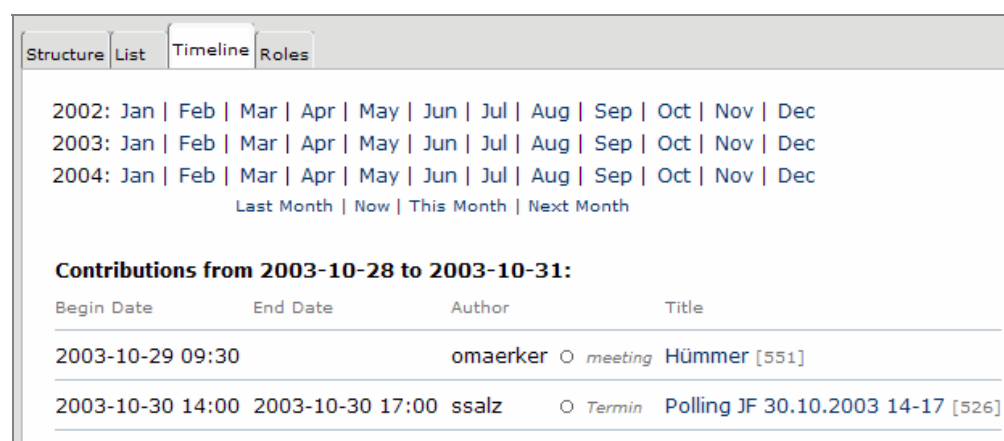 Structure List Timeline Roles
2002: Jan | Feb | Mar | Apr | May | Jun | Jul | Aug | Sep | Oct | Nov | Dec
2003: Jan | Feb | Mar | Apr | May | Jun | Jul | Aug | Sep | Oct | Nov | Dec
2004: Jan | Feb | Mar | Apr | May | Jun | Jul | Aug | Sep | Oct | Nov | Dec
Last Month | Now | This Month | Next Month
Contributions from 2003-10-28 to 2003-10-31:
Begin Date End Date Author Title
2003-10-29 09:30 omaerker meeting Hümmer [551]
2003-10-30 14:00 2003-10-30 17:00 ssalz Termin Polling JF 30.10.2003 14-17 [526]